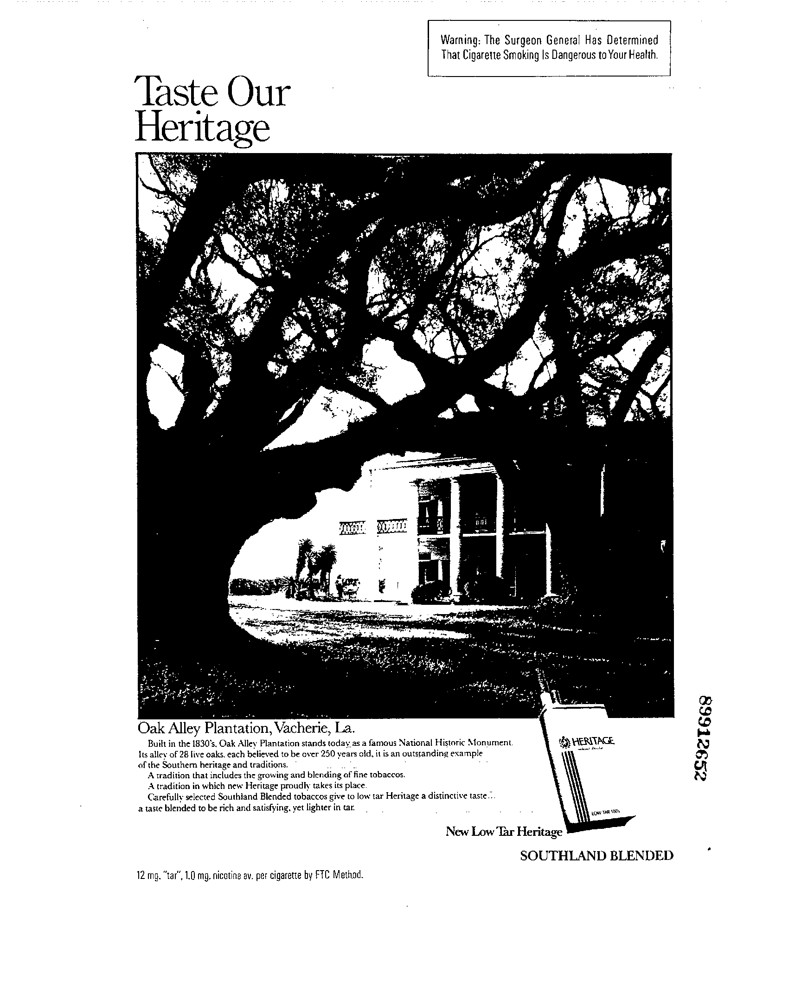 Warning: The Surgeon General Has Determined
That Cigarette Smoking Is Dangerous to Your Health.
Taste Our
Heritage
Oak Alley Plantation, Vacherie, La.
Built in the 1830's, Oak Alley Plantation stands today as a famous National Historic Monument.
Its alley of 28 live oaks, each believed to be over 250 years old, it is an outstanding example
of the Southern heritage and traditions.
A tradition that includes the growing and blending of fine tobaccos.
A tradition in which new Heritage proudly takes its place.
Carefully selected Southland Blended tobaccos give to low tar Heritage a distinctive taste...
a taste blended to be rich and satisfying, yet lighter in tar.
HERITAGE
LOW TAR 100's
New Low Tar Heritage
SOUTHLAND BLENDED
12 mg. "tar", 1.0 mg. nicotine av. per cigarette by FTC Method.
89912652